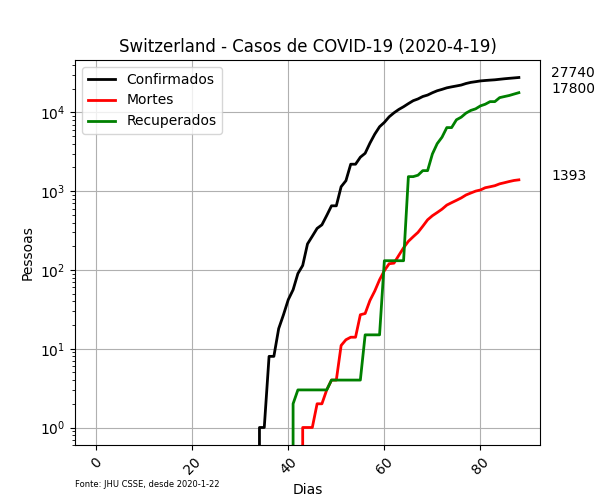 Switzerland - Casos de COVID-19 (2020-4-19)
Confirmados
Mortes
Recuperados
27740
17800
1393
Pessoas
10^4
10^3
10^2
10^1
10^0
0
20
40
60
80
Dias
Fonte: JHU CSSE, desde 2020-1-22